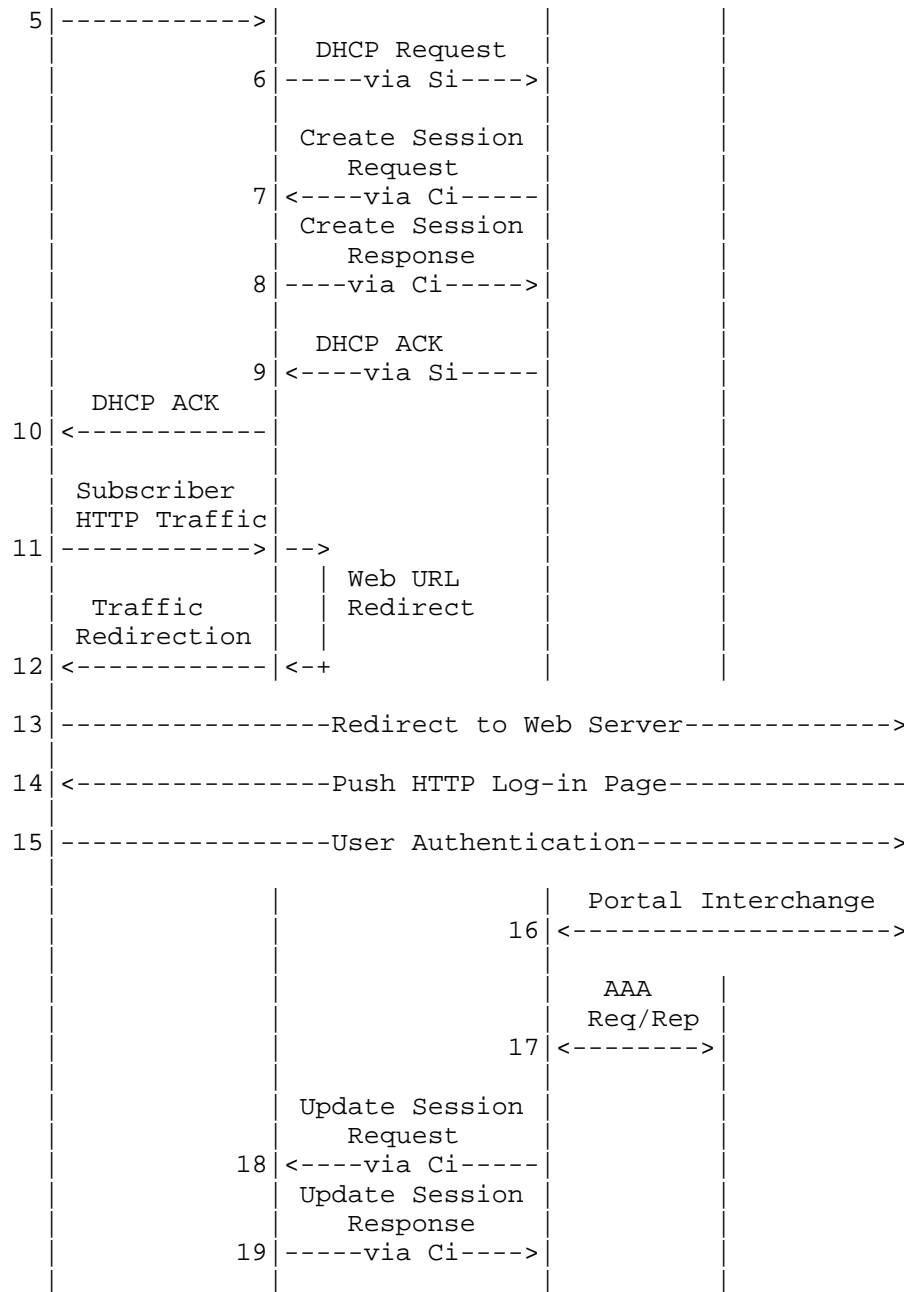 5|------------>|
DHCP Request
6|-----via Si---->|
Create Session
Request
7|<----via Ci-----
Create Session
Response
8|----via Ci----->|
DHCP ACK
9|<----via Si-----
DHCP ACK
10|<------------|
Subscriber
HTTP Traffic|
11|------------>|-->
| Web URL
Traffic | Redirect
Redirection |
12|<------------|<-+
13|-----------------Redirect to Web Server------------->
14|<----------------Push HTTP Log-in Page---------------
15|-----------------User Authentication---------------->
Portal Interchange
16|<-------------------->
AAA
Req/Rep
17|<-------->|
Update Session
Request
18|<----via Ci-----|
Update Session
Response
19|-----via Ci---->|